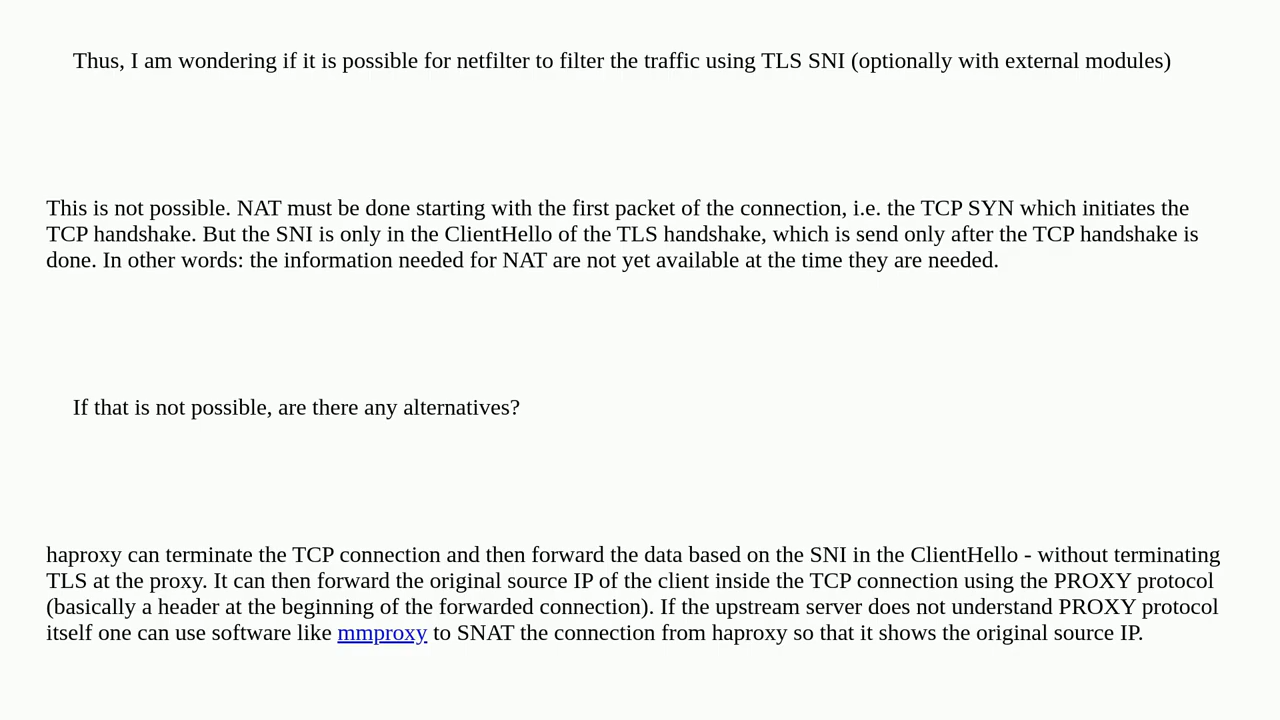 Thus, I am wondering if it is possible for netfilter to filter the traffic using TLS SNI (optionally with external modules)
This is not possible. NAT must be done starting with the first packet of the connection, i.e. the TCP SYN which initiates the
TCP handshake. But the SNI is only in the ClientHello of the TLS handshake, which is send only after the TCP handshake is
done. In other words: the information needed for NAT are not yet available at the time they are needed.
If that is not possible, are there any alternatives?
haproxy can terminate the TCP connection and then forward the data based on the SNI in the ClientHello - without terminating
TLS at the proxy. It can then forward the original source IP of the client inside the TCP connection using the PROXY protocol
(basically a header at the beginning of the forwarded connection). If the upstream server does not understand PROXY protocol
itself one can use software like mmproxy to SNAT the connection from haproxy so that it shows the original source IP.